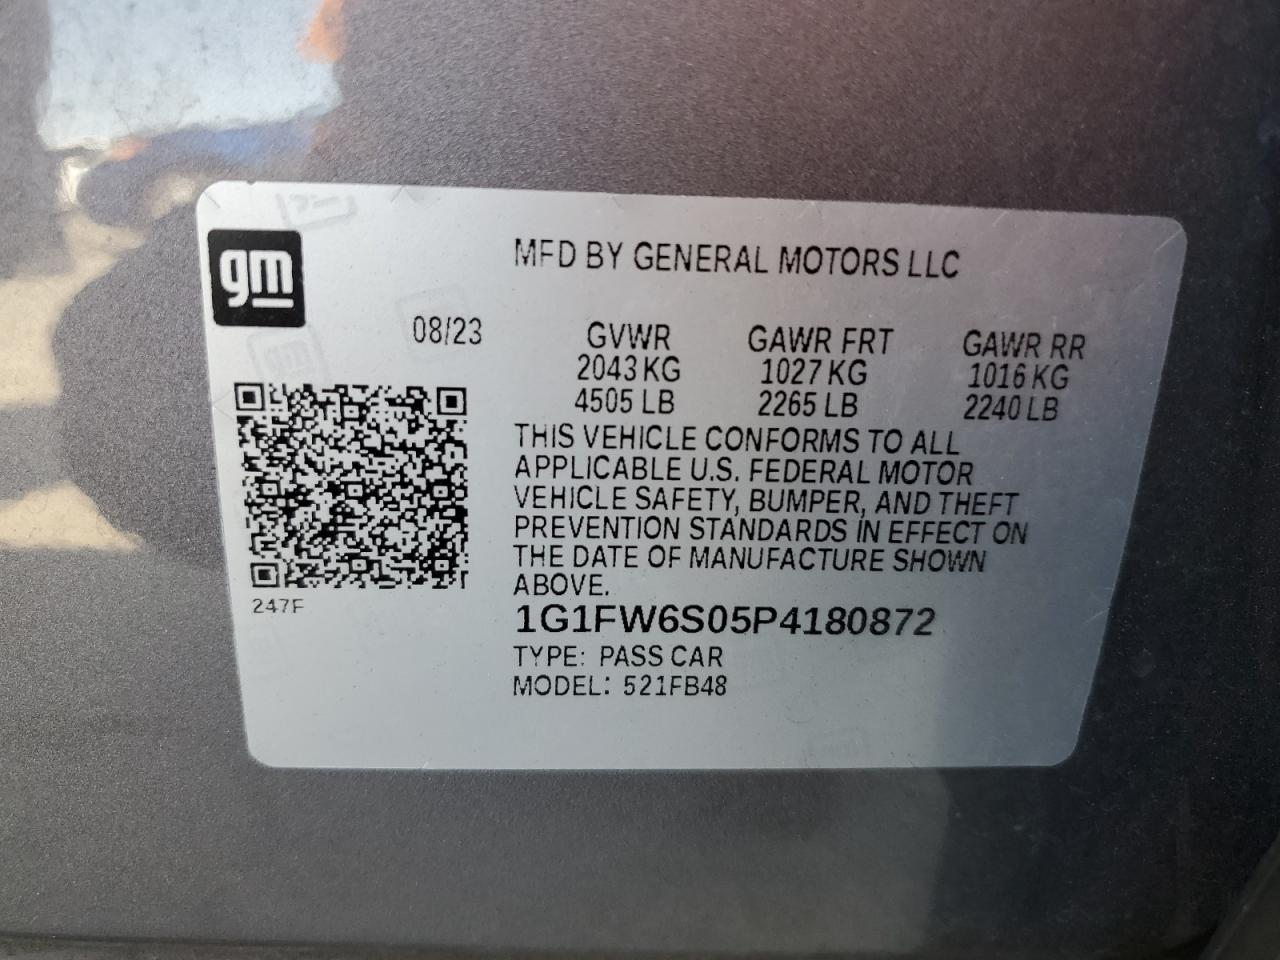 gm
MFD BY GENERAL MOTORS LLC
08/23 GVWR GAWR FRT GAWR RR
2043 KG 1027 KG 1016 KG
4505 LB 2265 LB 2240 LB
THIS VEHICLE CONFORMS TO ALL
APPLICABLE U.S. FEDERAL MOTOR
VEHICLE SAFETY, BUMPER, AND THEFT
PREVENTION STANDARDS IN EFFECT ON
THE DATE OF MANUFACTURE SHOWN
ABOVE.
247F
1G1FW6S05P4180872
TYPE: PASS CAR
MODEL: 521FB48